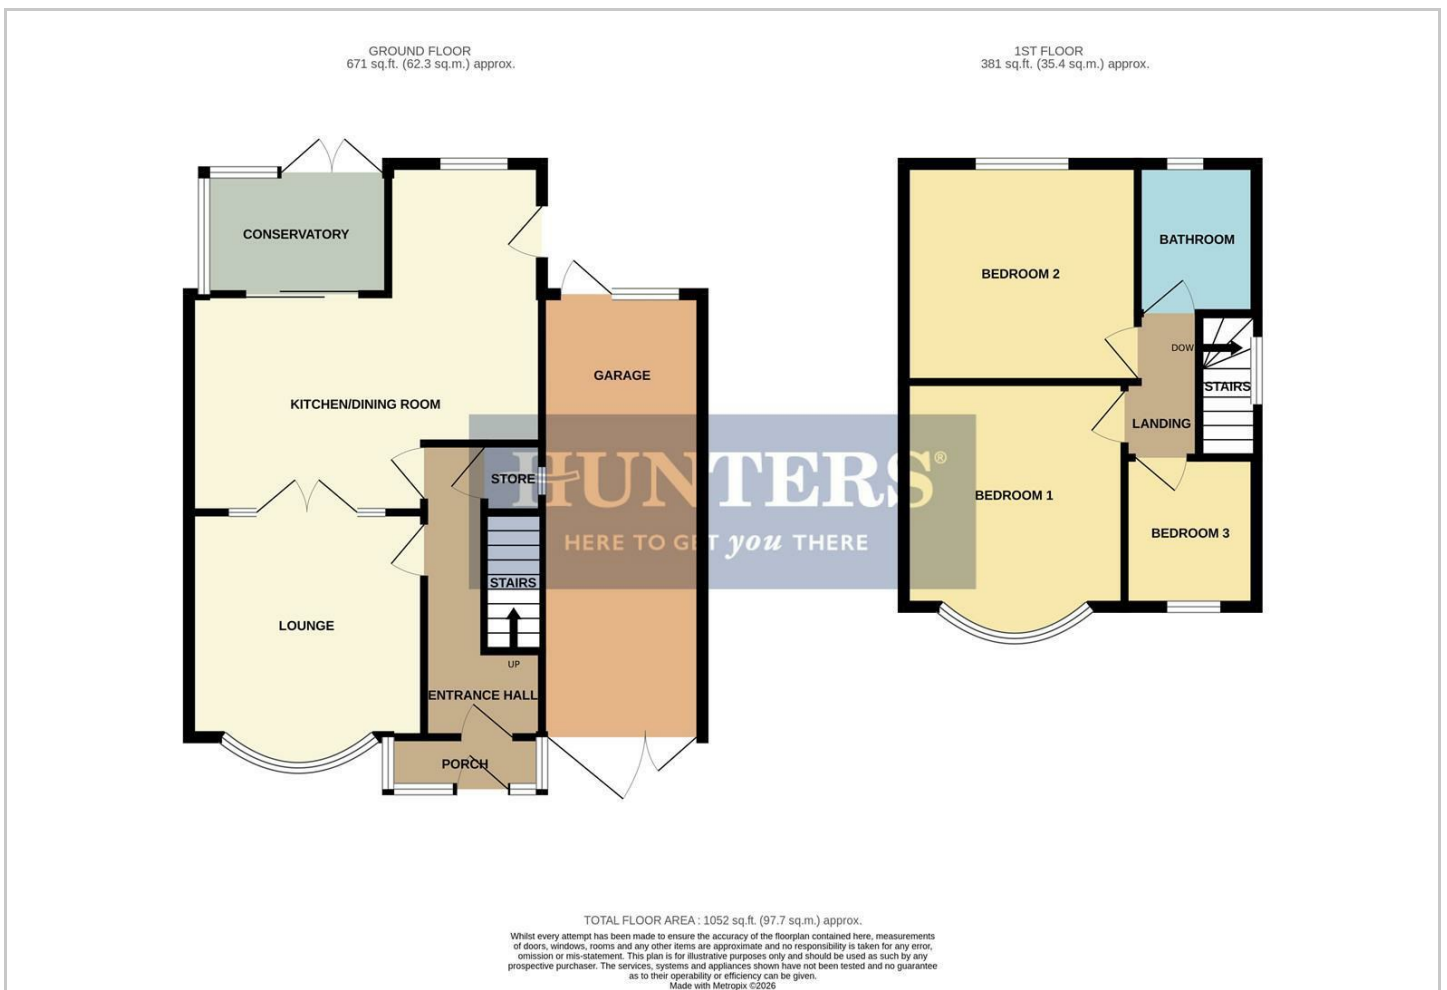 GROUND FLOOR
671 sq.ft. (62.3 sq.m.) approx.
1ST FLOOR
381 sq.ft. (35.4 sq.m.) approx.
CONSERVATORY
KITCHEN/DINING ROOM
GARAGE
STORE
STAIRS
UP
LOUNGE
ENTRANCE HALL
PORCH
BEDROOM 2
BATHROOM
DOW
STAIRS
LANDING
BEDROOM 1
BEDROOM 3
HUNTERS®
HERE TO GET you THERE
TOTAL FLOOR AREA : 1052 sq.ft. (97.7 sq.m.) approx.
Whilst every attempt has been made to ensure the accuracy of the floorplan contained here, measurements
of doors, windows, rooms and any other items are approximate and no responsibility is taken for any error,
omission or mis-statement. This plan is for illustrative purposes only and should be used as such by any
prospective purchaser. The services, systems and appliances shown have not been tested and no guarantee
as to their operability or efficiency can be given.
Made with Metropix ©2026